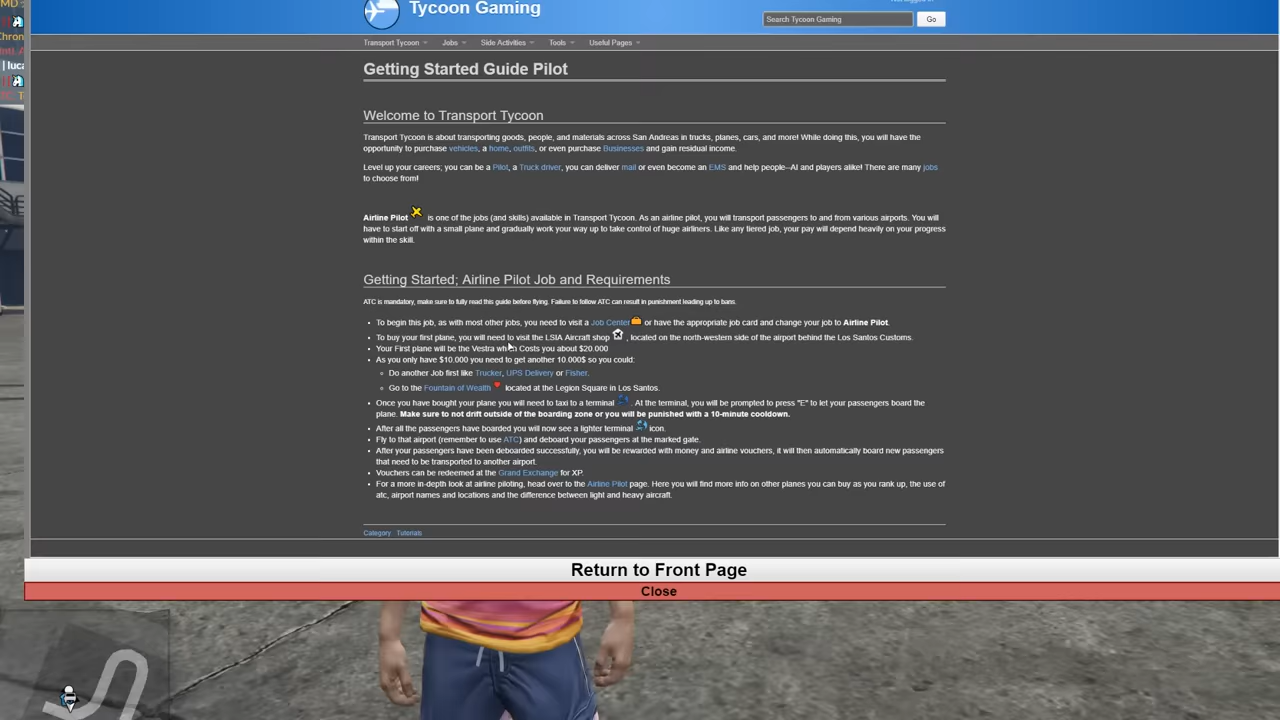 MD
Tycoon Gaming
Search Tycoon Gaming
Go
Chron
| luca
Transport Tycoon Jobs Side Activities Tools Useful Pages
Getting Started Guide Pilot
Welcome to Transport Tycoon
Transport Tycoon is about transporting goods, people, and materials across San Andreas in trucks, planes, cars, and more! While doing this, you will have the
opportunity to purchase vehicles, a home, outfits, or even purchase Businesses and gain residual income.
Level up your careers; you can be a Pilot, a Truck driver, you can deliver mail or even become an EMS and help people--AI and players alike! There are many jobs
to choose from!
Airline Pilot is one of the jobs (and skills) available in Transport Tycoon. As an airline pilot, you will transport passengers to and from various airports. You will
have to start off with a small plane and gradually work your way up to take control of huge airliners. Like any tiered job, your pay will depend heavily on your progress
within the skill.
Getting Started; Airline Pilot Job and Requirements
ATC is mandatory, make sure to fully read this guide before flying. Failure to follow ATC can result in punishment leading up to bans.
To begin this job, as with most other jobs, you need to visit a Job Center or have the appropriate job card and change your job to Airline Pilot.
To buy your first plane, you will need to visit the LSIA Aircraft shop , located on the north-western side of the airport behind the Los Santos Customs.
Your First plane will be the Vestra when Costs you about $20.000
As you only have $10.000 you need to get another 10.000$ so you could:
Do another Job first like Trucker, UPS Delivery or Fisher.
Go to the Fountain of Wealth located at the Legion Square in Los Santos.
Once you have bought your plane you will need to taxi to a terminal . At the terminal, you will be prompted to press "E" to let your passengers board the
plane. Make sure to not drift outside of the boarding zone or you will be punished with a 10-minute cooldown.
After all the passengers have boarded you will now see a lighter terminal icon.
Fly to that airport (remember to use ATC) and deboard your passengers at the marked gate.
After your passengers have been deboarded successfully, you will be rewarded with money and airline vouchers, it will then automatically board new passengers
that need to be transported to another airport.
Vouchers can be redeemed at the Grand Exchange for XP.
For a more in-depth look at airline piloting, head over to the Airline Pilot page. Here you will find more info on other planes you can buy as you rank up, the use of
atc, airport names and locations and the difference between light and heavy aircraft.
Category Tutorials
Return to Front Page
Close